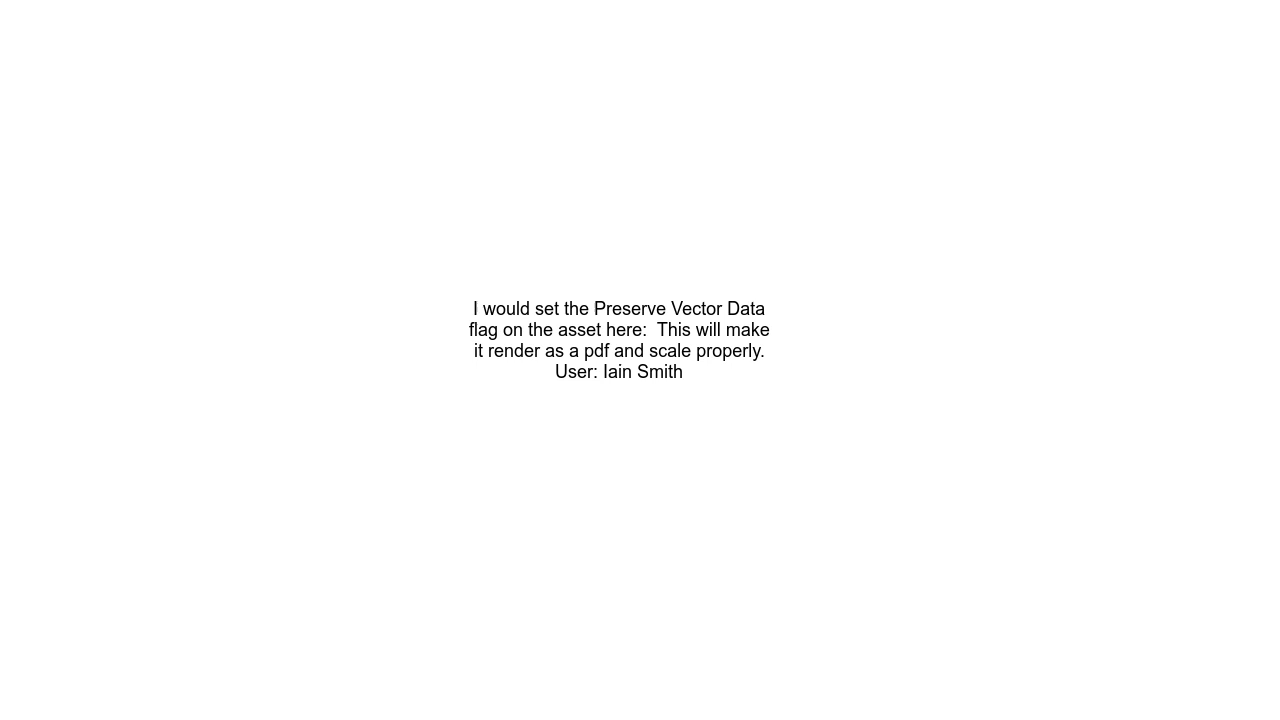 I would set the Preserve Vector Data
flag on the asset here:  This will make
it render as a pdf and scale properly.
User: Iain Smith